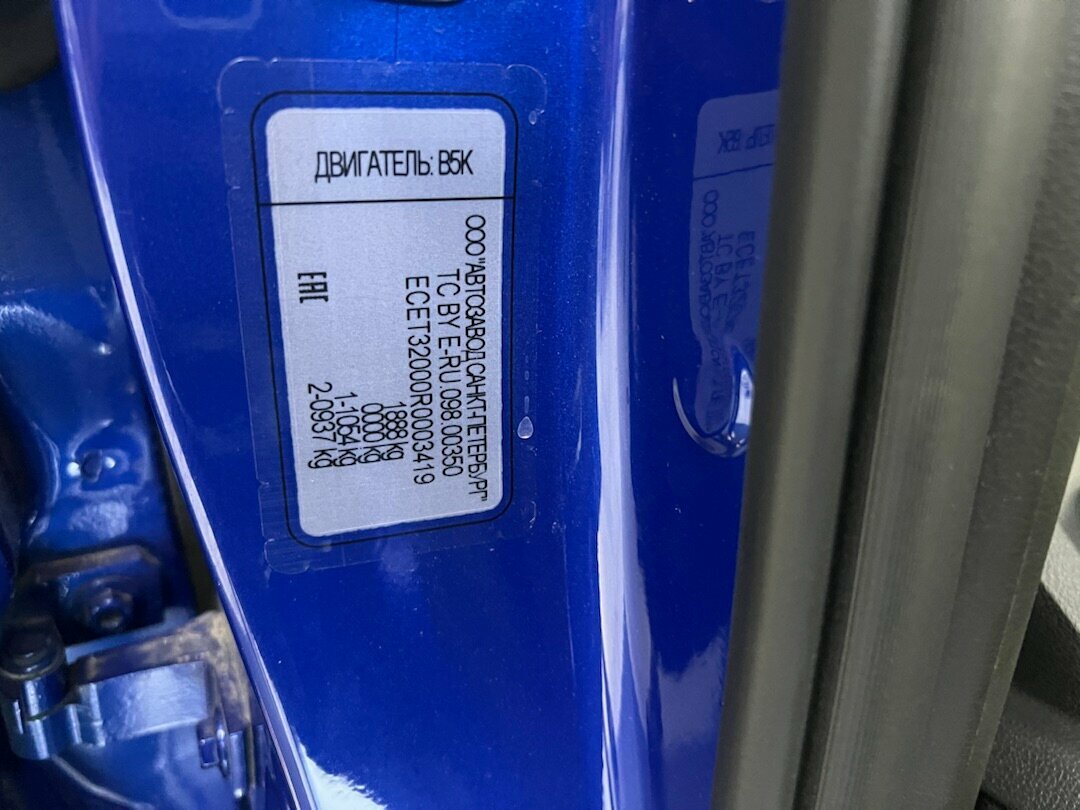 ДВИГАТЕЛЬ: B5K
ООО "АВТОЗАВОД САНКТ-ПЕТЕРБУРГ"
ТС BY E-RU.098.00350
ECET32000R0003419
1888 kg
0000 kg
1-1054 kg
2-0937 kg
EAC